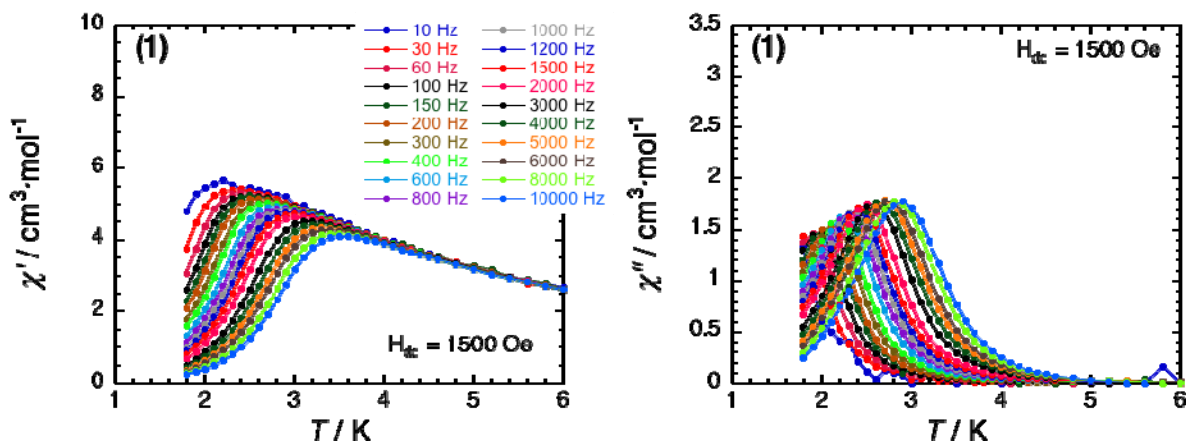 (1)
10 Hz 1000 Hz
30 Hz 1200 Hz
60 Hz 1500 Hz
100 Hz 2000 Hz
150 Hz 3000 Hz
200 Hz 4000 Hz
300 Hz 5000 Hz
400 Hz 6000 Hz
600 Hz 8000 Hz
800 Hz 10000 Hz
10
8
6
4
2
0
χ' / cm³·mol⁻¹
H_dc = 1500 Oe
1 2 3 4 5 6
T / K
(1)
H_dc = 1500 Oe
3.5
3
2.5
2
1.5
1
0.5
0
χ'' / cm³·mol⁻¹
1 2 3 4 5 6
T / K